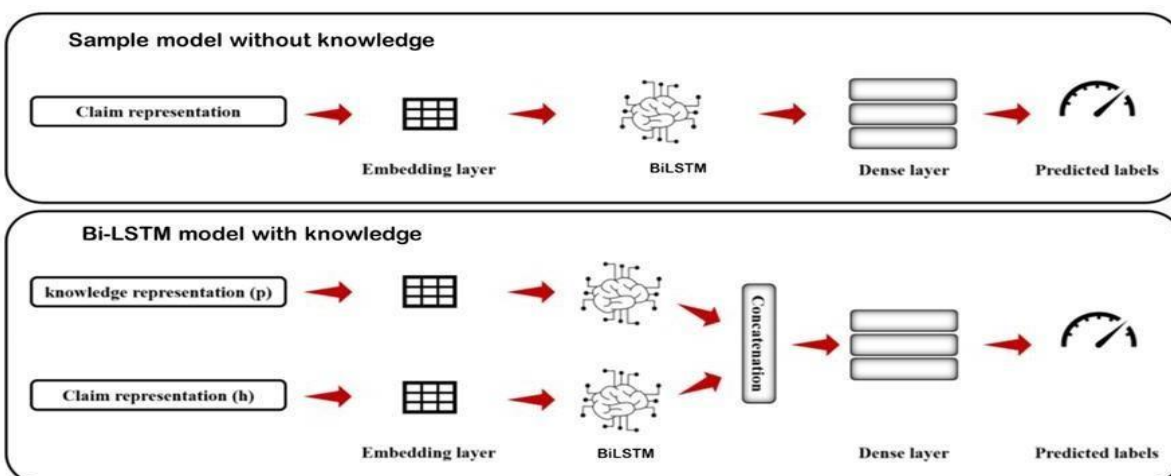 Sample model without knowledge
Claim representation
Embedding layer
BiLSTM
Dense layer
Predicted labels
Bi-LSTM model with knowledge
knowledge representation (p)
Concatenation
Claim representation (h)
Embedding layer
BiLSTM
Dense layer
Predicted labels